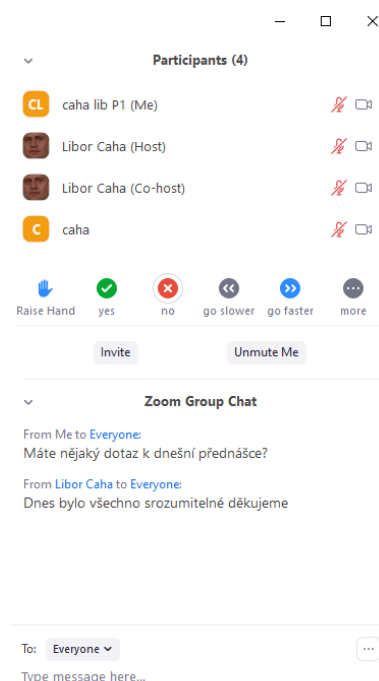 Participants (4)
CL caha lib P1 (Me)
Libor Caha (Host)
Libor Caha (Co-host)
C caha
Raise Hand yes no go slower go faster more
Invite Unmute Me
Zoom Group Chat
From Me to Everyone:
Máte nějaký dotaz k dnešní přednášce?
From Libor Caha to Everyone:
Dnes bylo všechno srozumitelné děkujeme
To: Everyone
Type message here...